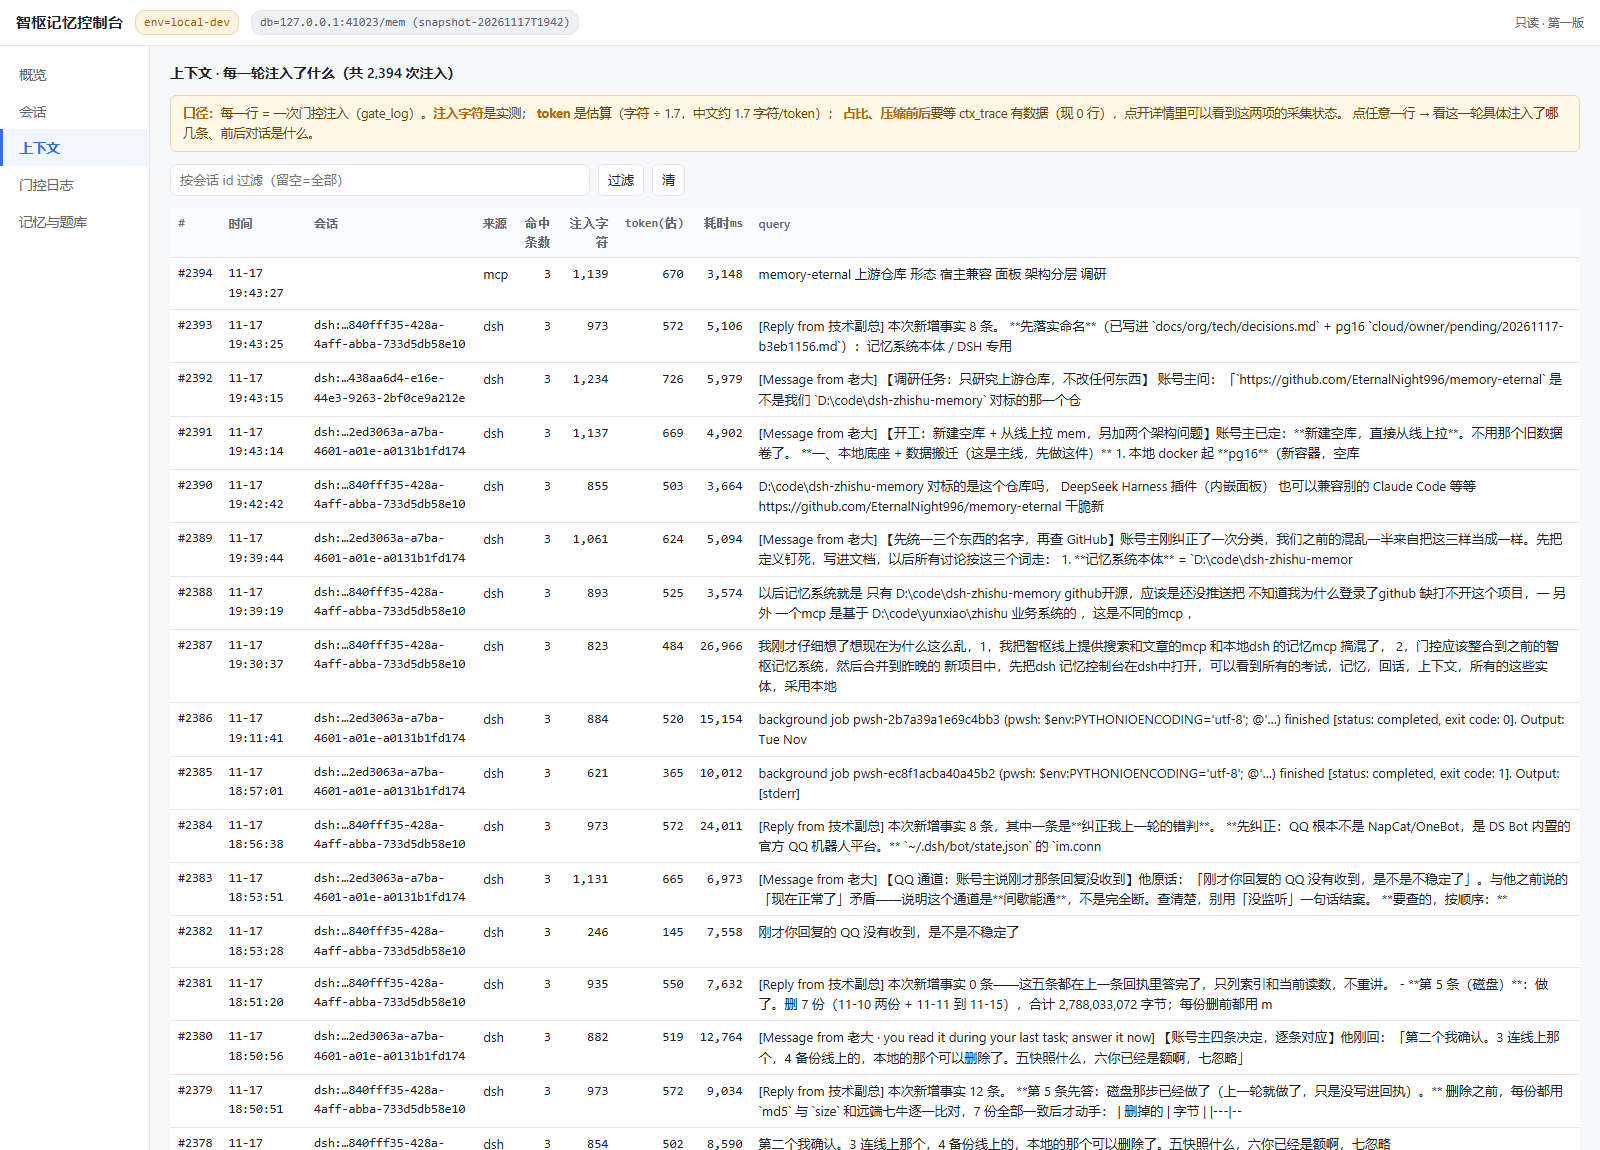 智枢记忆控制台 env=local-dev db=127.0.0.1:41023/mem (snapshot-20261117T1942) 只读 · 第一版
概览
会话
上下文
门控日志
记忆与题库
上下文 · 每一轮注入了什么（共 2,394 次注入）
口径：每一行 = 一次门控注入（gate_log）。注入字符是实测； token 是估算（字符 ÷ 1.7，中文约 1.7 字符/token）； 占比、压缩前后要等 ctx_trace 有数据（现 0 行），点开详情里可以看到这两项的采集状态。 点任意一行 → 看这一轮具体注入了哪
几条、前后对话是什么。
按会话 id 过滤（留空=全部） 过滤 清
# 时间 会话 来源 命中 注入字 token(估) 耗时ms query
条数 符
#2394 11-17 mcp 3 1,139 670 3,148 memory-eternal 上游仓库 形态 宿主兼容 面板 架构分层 调研
19:43:27
#2393 11-17 dsh:…840fff35-428a- dsh 3 973 572 5,106 [Reply from 技术副总] 本次新增事实 8 条。 **先落实命名**（已写进 `docs/org/tech/decisions.md` + pg16 `cloud/owner/pending/20261117-
19:43:25 4aff-abba-733d5db58e10 b3eb1156.md`）：记忆系统本体 / DSH 专用
#2392 11-17 dsh:…438aa6d4-e16e- dsh 3 1,234 726 5,979 [Message from 老大] 【调研任务：只研究上游仓库，不改任何东西】 账号主问：「`https://github.com/EternalNight996/memory-eternal` 是
19:43:15 44e3-9263-2bf0ce9a212e 不是我们 `D:\code\dsh-zhishu-memory` 对标的那一个仓
#2391 11-17 dsh:…2ed3063a-a7ba- dsh 3 1,137 669 4,902 [Message from 老大] 【开工：新建空库 + 从线上拉 mem，另加两个架构问题】账号主已定：**新建空库，直接从线上拉**。不用那个旧数据
19:43:14 4601-a01e-a0131b1fd174 卷了。 **一、本地底座 + 数据搬迁（这是主线，先做这件）** 1. 本地 docker 起 **pg16**（新容器，空库
#2390 11-17 dsh:…840fff35-428a- dsh 3 855 503 3,664 D:\code\dsh-zhishu-memory 对标的是这个仓库吗， DeepSeek Harness 插件（内嵌面板） 也可以兼容别的 Claude Code 等等
19:42:42 4aff-abba-733d5db58e10 https://github.com/EternalNight996/memory-eternal 干脆新
#2389 11-17 dsh:…2ed3063a-a7ba- dsh 3 1,061 624 5,094 [Message from 老大] 【先统一三个东西的名字，再查 GitHub】账号主刚纠正了一次分类，我们之前的混乱一半来自把这三样当成一样。先把
19:39:44 4601-a01e-a0131b1fd174 定义钉死，写进文档，以后所有讨论按这三个词走： 1. **记忆系统本体** = `D:\code\dsh-zhishu-memor
#2388 11-17 dsh:…840fff35-428a- dsh 3 893 525 3,574 以后记忆系统就是 只有 D:\code\dsh-zhishu-memory github开源，应该是还没推送把 不知道我为什么登录了github 缺打不开这个项目，一 另
19:39:19 4aff-abba-733d5db58e10 外 一个mcp 是基于 D:\code\yunxiao\zhishu 业务系统的 ，这是不同的mcp ，
#2387 11-17 dsh:…840fff35-428a- dsh 3 823 484 26,966 我刚才仔细想了想现在为什么这么乱，1，我把智枢线上提供搜索和文章的mcp 和本地dsh 的记忆mcp 搞混了， 2，门控应该整合到之前的智
19:30:37 4aff-abba-733d5db58e10 枢记忆系统，然后合并到昨晚的 新项目中，先把dsh 记忆控制台在dsh中打开，可以看到所有的考试，记忆，回话，上下文，所有的这些实
体，采用本地
#2386 11-17 dsh:…2ed3063a-a7ba- dsh 3 884 520 15,154 background job pwsh-2b7a39a1e69c4bb3 (pwsh: $env:PYTHONIOENCODING='utf-8'; @'...) finished [status: completed, exit code: 0]. Output:
19:11:41 4601-a01e-a0131b1fd174 Tue Nov
#2385 11-17 dsh:…2ed3063a-a7ba- dsh 3 621 365 10,012 background job pwsh-ec8f1acba40a45b2 (pwsh: $env:PYTHONIOENCODING='utf-8'; @'...) finished [status: completed, exit code: 1]. Output:
18:57:01 4601-a01e-a0131b1fd174 [stderr]
#2384 11-17 dsh:…840fff35-428a- dsh 3 973 572 24,011 [Reply from 技术副总] 本次新增事实 8 条，其中一条是**纠正我上一轮的错判**。 **先纠正：QQ 根本不是 NapCat/OneBot，是 DS Bot 内置的
18:56:38 4aff-abba-733d5db58e10 官方 QQ 机器人平台。** `~/.dsh/bot/state.json` 的 `im.conn
#2383 11-17 dsh:…2ed3063a-a7ba- dsh 3 1,131 665 6,973 [Message from 老大] 【QQ 通道：账号主说刚才那条回复没收到】他原话：「刚才你回复的 QQ 没有收到，是不是不稳定了」。与他之前说的
18:53:51 4601-a01e-a0131b1fd174 「现在正常了」矛盾——说明这个通道是**间歇能通**，不是完全断。查清楚，别用「没监听」一句话结案。 **要查的，按顺序：**
#2382 11-17 dsh:…840fff35-428a- dsh 3 246 145 7,558 刚才你回复的 QQ 没有收到，是不是不稳定了
18:53:28 4aff-abba-733d5db58e10
#2381 11-17 dsh:…840fff35-428a- dsh 3 935 550 7,632 [Reply from 技术副总] 本次新增事实 0 条——这五条都在上一条回执里答完了，只列索引和当前读数，不重讲。 - **第 5 条（磁盘）**：做
18:51:20 4aff-abba-733d5db58e10 了。删 7 份（11-10 两份 + 11-11 到 11-15），合计 2,788,033,072 字节；每份删前都用 m
#2380 11-17 dsh:…2ed3063a-a7ba- dsh 3 882 519 12,764 [Message from 老大 · you read it during your last task; answer it now] 【账号主四条决定，逐条对应】他刚回：「第二个我确认。3 连线上那
18:50:56 4601-a01e-a0131b1fd174 个，4 备份线上的，本地的那个可以删除了。五快照什么，六你已经是额啊，七忽略」
#2379 11-17 dsh:…840fff35-428a- dsh 3 973 572 9,034 [Reply from 技术副总] 本次新增事实 12 条。 **第 5 条先答：磁盘那步已经做了（上一轮就做了，只是没写进回执）。** 删除之前，每份都用
18:50:51 4aff-abba-733d5db58e10 `md5` 与 `size` 和远端七牛逐一比对，7 份全部一致后才动手： | 删掉的 | 字节 | |---|--
#2378 11-17 dsh:…840fff35-428a- dsh 3 854 502 8,590 第二个我确认。3 连线上那个，4 备份线上的，本地的那个可以删除了。五快照什么，六你已经是额啊，七忽略